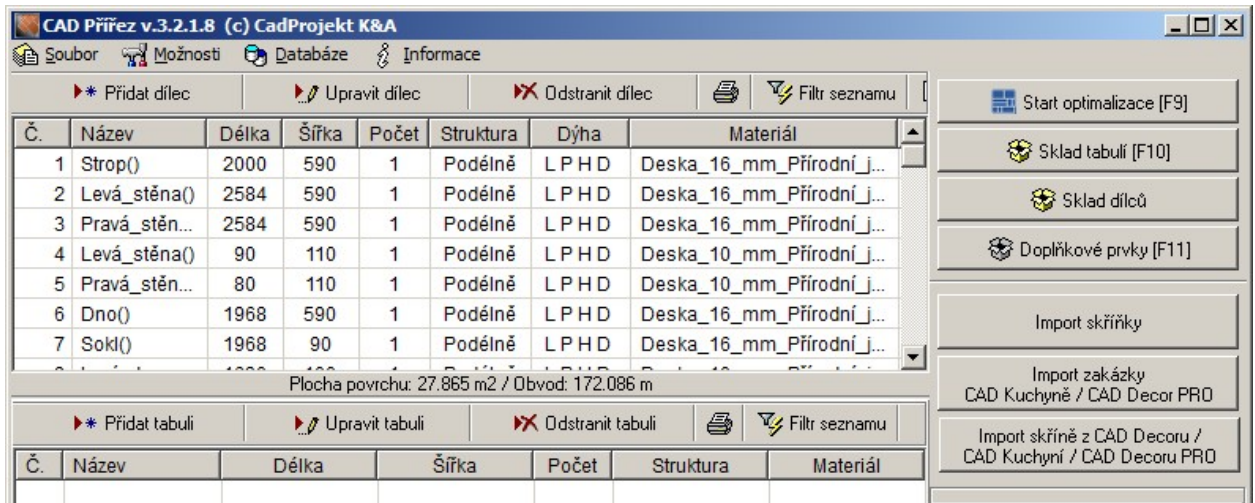 CAD Přířez v.3.2.1.8 (c) CadProjekt K&A
Soubor Možnosti Databáze Informace
Přidat dílec Upravit dílec Odstranit dílec Filtr seznamu
Č. Název Délka Šířka Počet Struktura Dýha Materiál
1 Strop() 2000 590 1 Podélně L P H D Deska_16_mm_Přírodní_j...
2 Levá_stěna() 2584 590 1 Podélně L P H D Deska_16_mm_Přírodní_j...
3 Pravá_stěn... 2584 590 1 Podélně L P H D Deska_16_mm_Přírodní_j...
4 Levá_stěna() 90 110 1 Podélně L P H D Deska_10_mm_Přírodní_j...
5 Pravá_stěn... 80 110 1 Podélně L P H D Deska_10_mm_Přírodní_j...
6 Dno() 1968 590 1 Podélně L P H D Deska_16_mm_Přírodní_j...
7 Sokl() 1968 90 1 Podélně L P H D Deska_16_mm_Přírodní_j...
Plocha povrchu: 27.865 m2 / Obvod: 172.086 m
Přidat tabuli Upravit tabuli Odstranit tabuli Filtr seznamu
Č. Název Délka Šířka Počet Struktura Materiál
Start optimalizace [F9]
Sklad tabulí [F10]
Sklad dílců
Doplňkové prvky [F11]
Import skříňky
Import zakázky
CAD Kuchyně / CAD Decor PRO
Import skříně z CAD Decoru /
CAD Kuchyní / CAD Decoru PRO